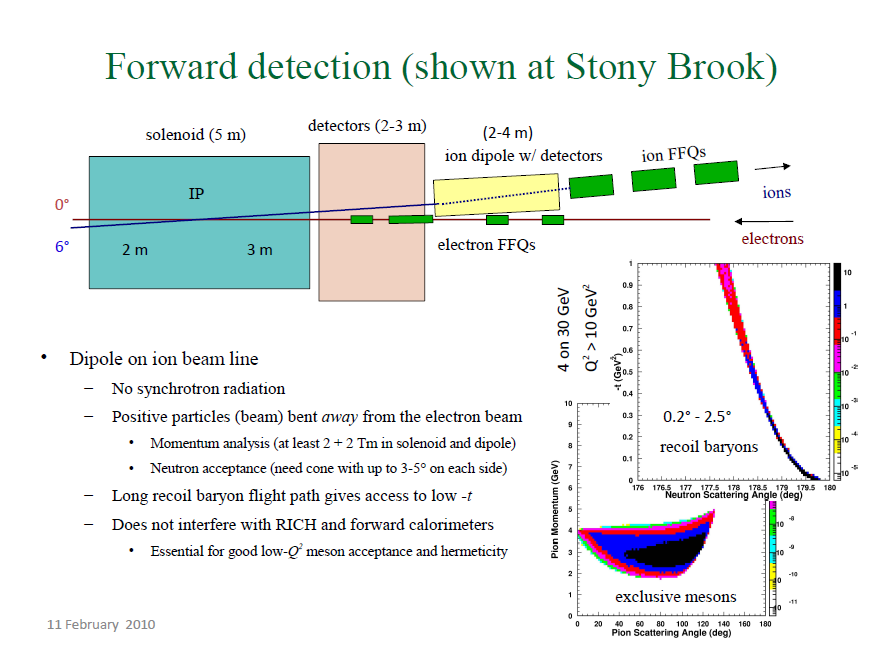 Forward detection (shown at Stony Brook)
solenoid (5 m)
detectors (2-3 m)
(2-4 m)
ion dipole w/ detectors
ion FFQs
IP
ions
0°
6°
2 m
3 m
electron FFQs
electrons
• Dipole on ion beam line
– No synchrotron radiation
– Positive particles (beam) bent away from the electron beam
• Momentum analysis (at least 2 + 2 Tm in solenoid and dipole)
• Neutron acceptance (need cone with up to 3-5° on each side)
– Long recoil baryon flight path gives access to low -t
– Does not interfere with RICH and forward calorimeters
• Essential for good low-Q² meson acceptance and hermeticity
4 on 30 GeV
Q² > 10 GeV²
-t (GeV²)
1
0.9
0.8
0.7
0.6
0.5
0.4
0.3
0.2
0.1
0
176 176.5 177 177.5 178 178.5 179 179.5 180
Neutron Scattering Angle (deg)
0.2° - 2.5°
recoil baryons
10
1
10 -1
10 -2
10 -3
10 -4
10 -5
Pion Momentum (GeV)
10
9
8
7
6
5
4
3
2
1
0
0 20 40 60 80 100 120 140 160 180
Pion Scattering Angle (deg)
exclusive mesons
10 -8
10 -9
10 -10
10 -11
11 February 2010